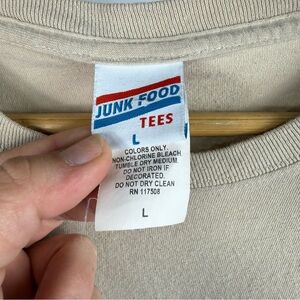 JUNK FOOD
TEES
L
COLORS ONLY
NON-CHLORINE BLEACH
TUMBLE DRY MEDIUM
DO NOT IRON IF
DECORATED.
DO NOT DRY CLEAN
RN 117508
L